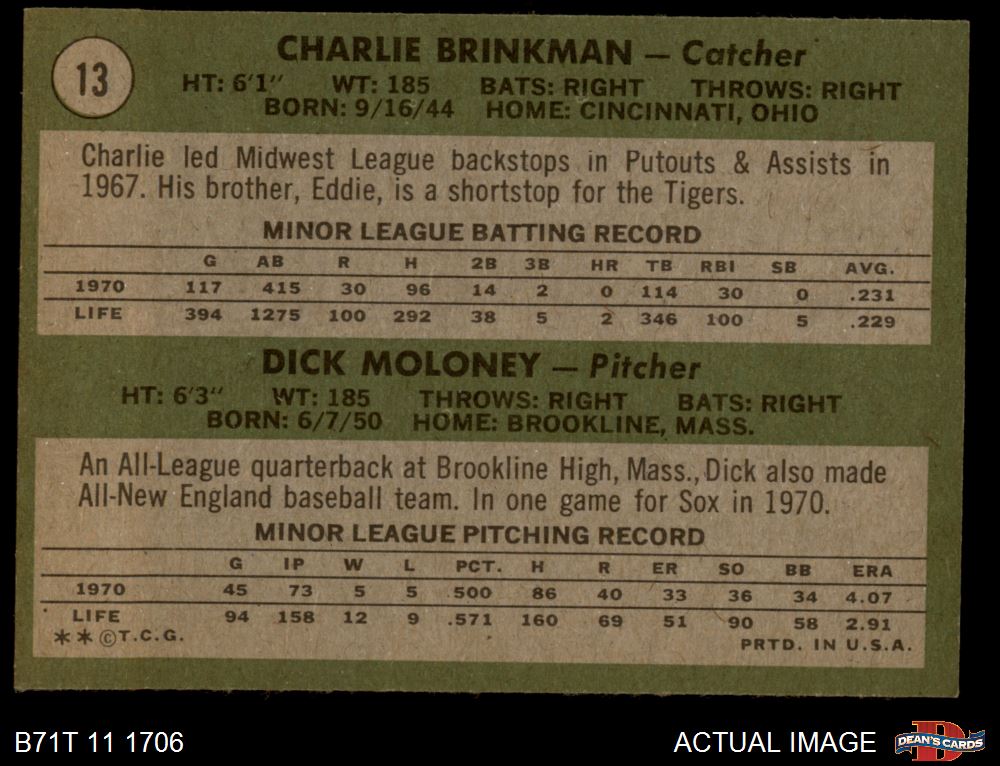 13
CHARLIE BRINKMAN — Catcher
HT: 6'1" WT: 185 BATS: RIGHT THROWS: RIGHT
BORN: 9/16/44 HOME: CINCINNATI, OHIO
Charlie led Midwest League backstops in Putouts & Assists in
1967. His brother, Eddie, is a shortstop for the Tigers.
MINOR LEAGUE BATTING RECORD
G AB R H 2B 3B HR TB RBI SB AVG.
1970 117 415 30 96 14 2 0 114 30 0 .231
LIFE 394 1275 100 292 38 5 2 346 100 5 .229
DICK MOLONEY — Pitcher
HT: 6'3" WT: 185 THROWS: RIGHT BATS: RIGHT
BORN: 6/7/50 HOME: BROOKLINE, MASS.
An All-League quarterback at Brookline High, Mass., Dick also made
All-New England baseball team. In one game for Sox in 1970.
MINOR LEAGUE PITCHING RECORD
G IP W L PCT. H R ER SO BB ERA
1970 45 73 5 5 .500 86 40 33 36 34 4.07
LIFE 94 158 12 9 .571 160 69 51 90 58 2.91
**©T.C.G. PRTD. IN U.S.A.
B71T 11 1706 ACTUAL IMAGE DEAN'S CARDS